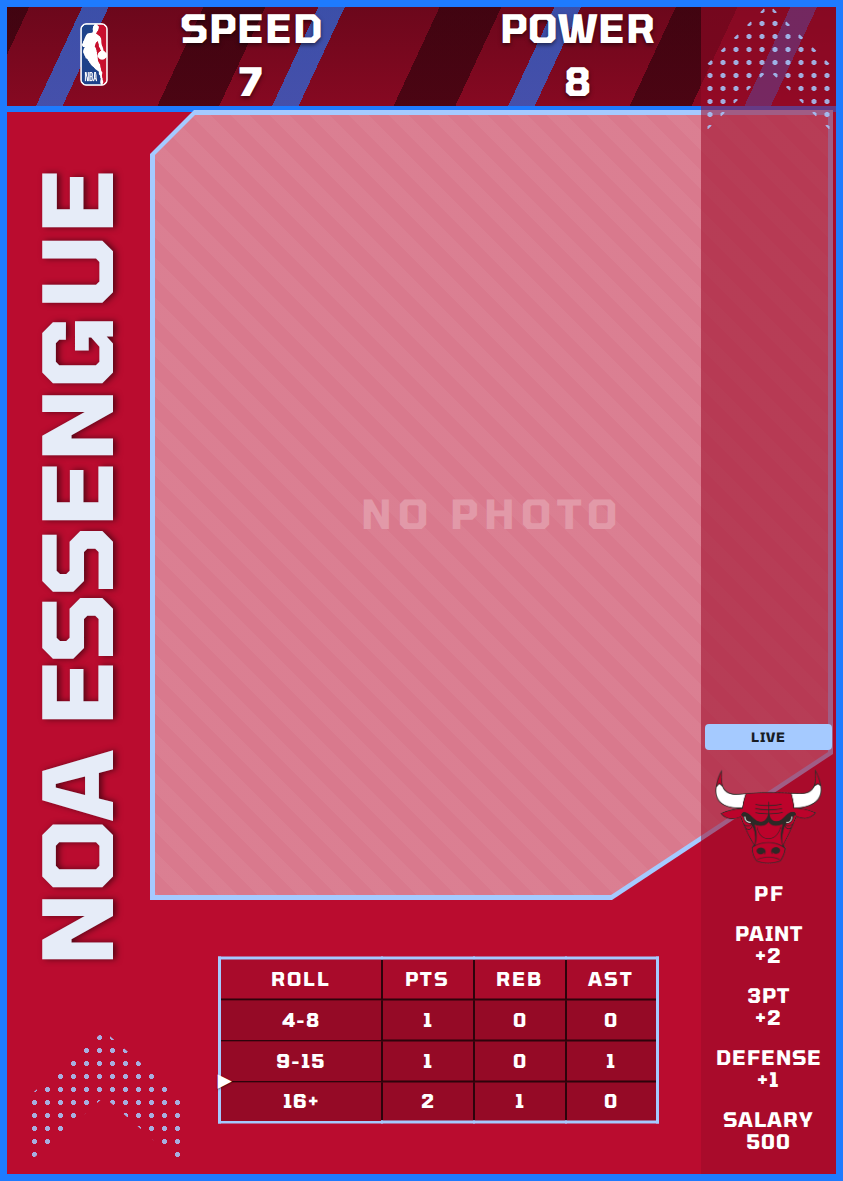 SPEED
7
POWER
8
NBA
NOA ESSENGUE
NO PHOTO
LIVE
PF
PAINT
+2
3PT
+2
DEFENSE
+1
SALARY
500
ROLL PTS REB AST
4-8 1 0 0
9-15 1 0 1
16+ 2 1 0